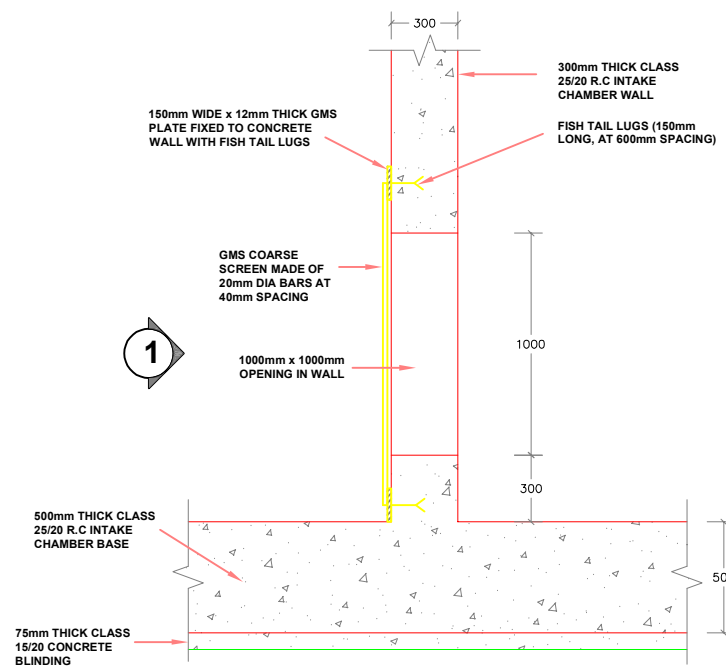 300
300mm THICK CLASS
25/20 R.C INTAKE
CHAMBER WALL
150mm WIDE x 12mm THICK GMS
PLATE FIXED TO CONCRETE
WALL WITH FISH TAIL LUGS
FISH TAIL LUGS (150mm
LONG, AT 600mm SPACING)
GMS COARSE
SCREEN MADE OF
20mm DIA BARS AT
40mm SPACING
1
1000mm x 1000mm
OPENING IN WALL
1000
300
500mm THICK CLASS
25/20 R.C INTAKE
CHAMBER BASE
50
75mm THICK CLASS
15/20 CONCRETE
BLINDING